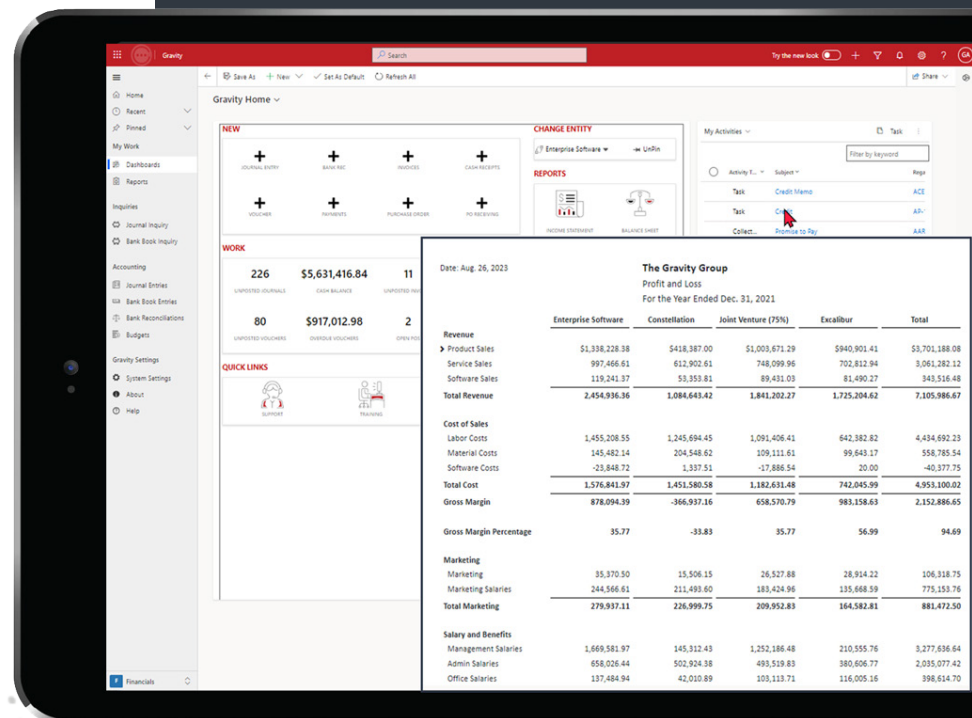 Gravity
Search
Try the new look
GA
Save As New Set As Default Refresh All
Share
Home
Recent
Pinned
My Work
Dashboards
Reports
Inquiries
Journal Inquiry
Bank Book Inquiry
Accounting
Journal Entries
Bank Book Entries
Bank Reconciliations
Budgets
Gravity Settings
System Settings
About
Help
F Financials
Gravity Home
NEW
JOURNAL ENTRY BANK REC INVOICES CASH RECEIPTS
VOUCHER PAYMENTS PURCHASE ORDER PO RECEIVING
CHANGE ENTITY
Enterprise Software UnPin
REPORTS
INCOME STATEMENT BALANCE SHEET
WORK
226 $5,631,416.84 11
UNPOSTED JOURNALS CASH BALANCE
80 $917,012.98 2
UNPOSTED VOUCHERS OVERDUE VOUCHERS
QUICK LINKS
SUPPORT TRAINING
My Activities Task
Filter by keyword
Activity T... Subject Rega
Task Credit Memo ACE
Task AP-
Collect... Promise to Pay AAR
Date: Aug. 26, 2023
The Gravity Group
Profit and Loss
For the Year Ended Dec. 31, 2021
Enterprise Software Constellation Joint Venture (75%) Excalibur Total
Revenue
Product Sales $1,338,228.38 $418,387.00 $1,003,671.29 $940,901.41 $3,701,188.08
Service Sales 997,466.61 612,902.61 748,099.96 702,812.94 3,061,282.12
Software Sales 119,241.37 53,353.81 89,431.03 81,490.27 343,516.48
Total Revenue 2,454,936.36 1,084,643.42 1,841,202.27 1,725,204.62 7,105,986.67
Cost of Sales
Labor Costs 1,455,208.55 1,245,694.45 1,091,406.41 642,382.82 4,434,692.23
Material Costs 145,482.14 204,548.62 109,111.61 99,643.17 558,785.54
Software Costs -23,848.72 1,337.51 -17,886.54 20.00 -40,377.75
Total Cost 1,576,841.97 1,451,580.58 1,182,631.48 742,045.99 4,953,100.02
Gross Margin 878,094.39 -366,937.16 658,570.79 983,158.63 2,152,886.65
Gross Margin Percentage 35.77 -33.83 35.77 56.99 94.69
Marketing
Marketing 35,370.50 15,506.15 26,527.88 28,914.22 106,318.75
Marketing Salaries 244,566.61 211,493.60 183,424.96 135,668.59 775,153.76
Total Marketing 279,937.11 226,999.75 209,952.83 164,582.81 881,472.50
Salary and Benefits
Management Salaries 1,669,581.97 145,312.43 1,252,186.48 210,555.76 3,277,636.64
Admin Salaries 658,026.44 502,924.38 493,519.83 380,606.77 2,035,077.42
Office Salaries 137,484.94 42,010.89 103,113.71 116,005.16 398,614.70